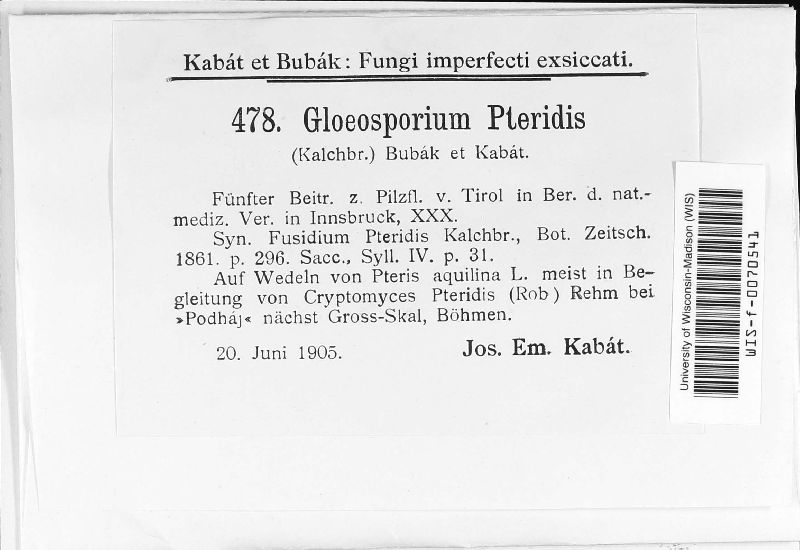 Kabát et Bubák: Fungi imperfecti exsiccati.
478. Gloeosporium Pteridis
(Kalchbr.) Bubák et Kabát.
Fünfter Beitr. z. Pilzfl. v. Tirol in Ber. d. nat.-
mediz. Ver. in Innsbruck, XXX.
Syn. Fusidium Pteridis Kalchbr., Bot. Zeitsch.
1861. p. 296. Sacc., Syll. IV. p. 31.
Auf Wedeln von Pteris aquilina L. meist in Be-
gleitung von Cryptomyces Pteridis (Rob) Rehm bei
»Podháj« nächst Gross-Skal, Böhmen.
20. Juni 1905.
Jos. Em. Kabát.
University of Wisconsin-Madison (WIS)
WIS-f-0070541